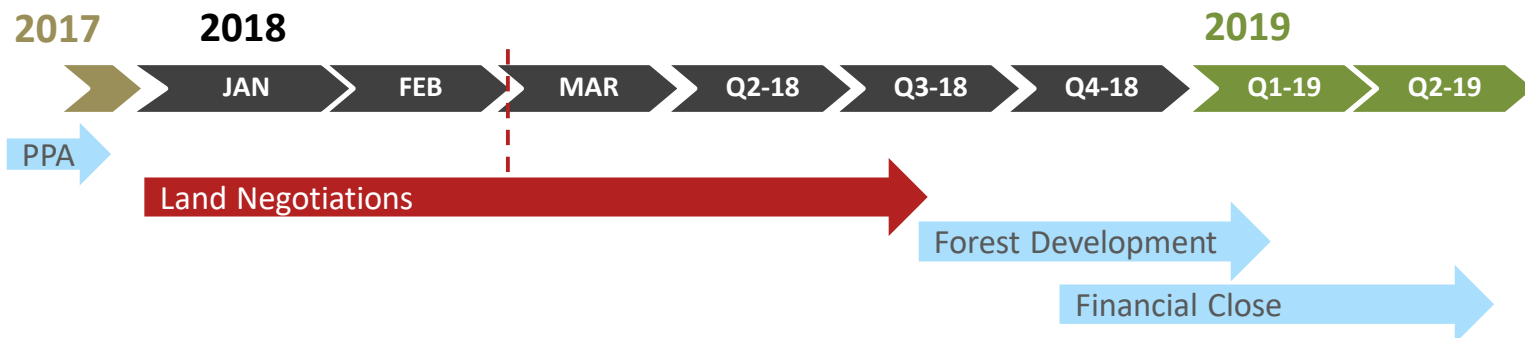 2017 2018 2019
JAN FEB MAR Q2-18 Q3-18 Q4-18 Q1-19 Q2-19
PPA
Land Negotiations
Forest Development
Financial Close